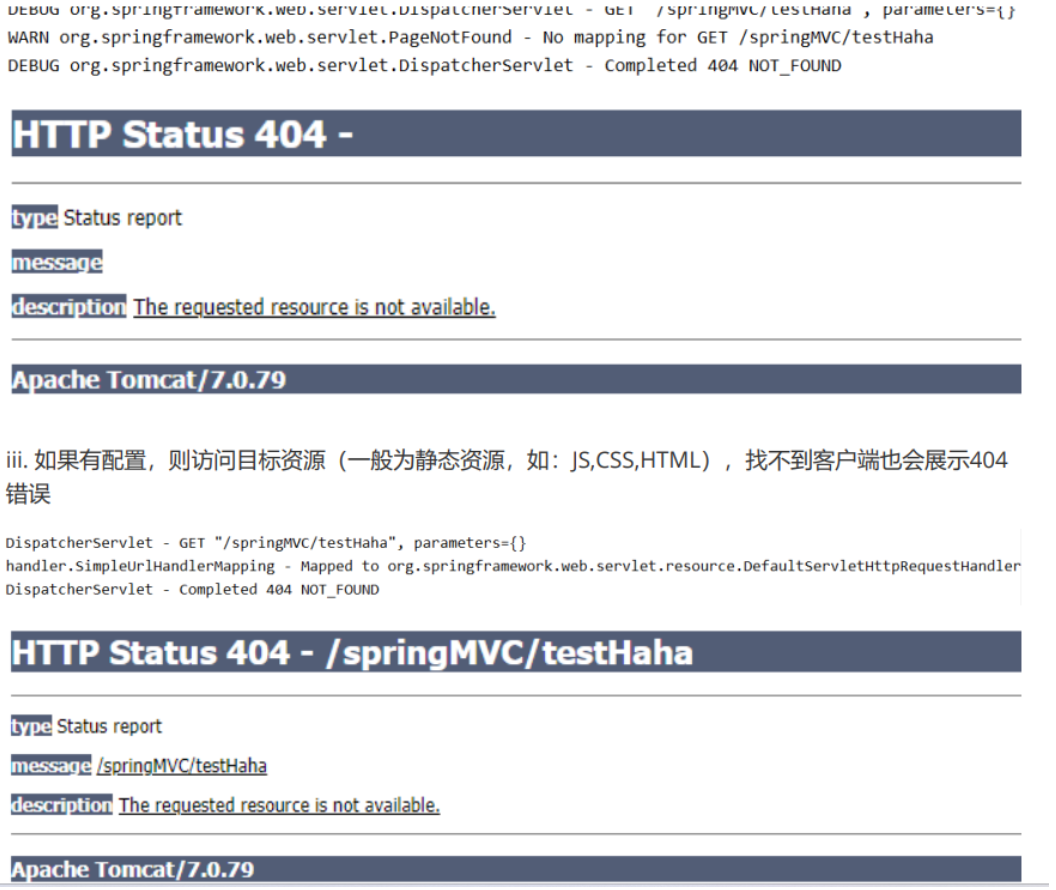 DEBUG org.springframework.web.servlet.DispatcherServlet - GET "/springMVC/testHaha", parameters={}
WARN org.springframework.web.servlet.PageNotFound - No mapping for GET /springMVC/testHaha
DEBUG org.springframework.web.servlet.DispatcherServlet - Completed 404 NOT_FOUND
HTTP Status 404 -
type Status report
message
description The requested resource is not available.
Apache Tomcat/7.0.79
iii. 如果有配置，则访问目标资源（一般为静态资源，如：JS,CSS,HTML），找不到客户端也会展示404
错误
DispatcherServlet - GET "/springMVC/testHaha", parameters={}
handler.SimpleUrlHandlerMapping - Mapped to org.springframework.web.servlet.resource.DefaultServletHttpRequestHandler
DispatcherServlet - Completed 404 NOT_FOUND
HTTP Status 404 - /springMVC/testHaha
type Status report
message /springMVC/testHaha
description The requested resource is not available.
Apache Tomcat/7.0.79